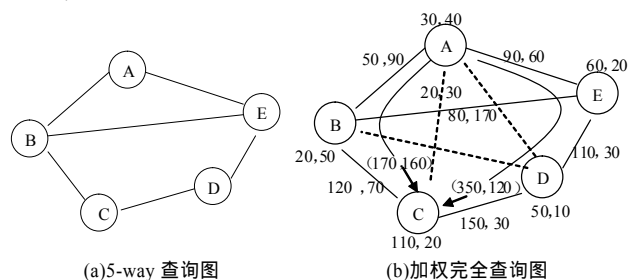 30,40
A
50,90
90,60
60,20
A
20,30
E
E
80,170
B
B
110,30
20,50
(170,160)
D
D
120 ,70
(350,120)
C
C
50,10
150,30
110,20
(a)5-way 查询图
(b)加权完全查询图